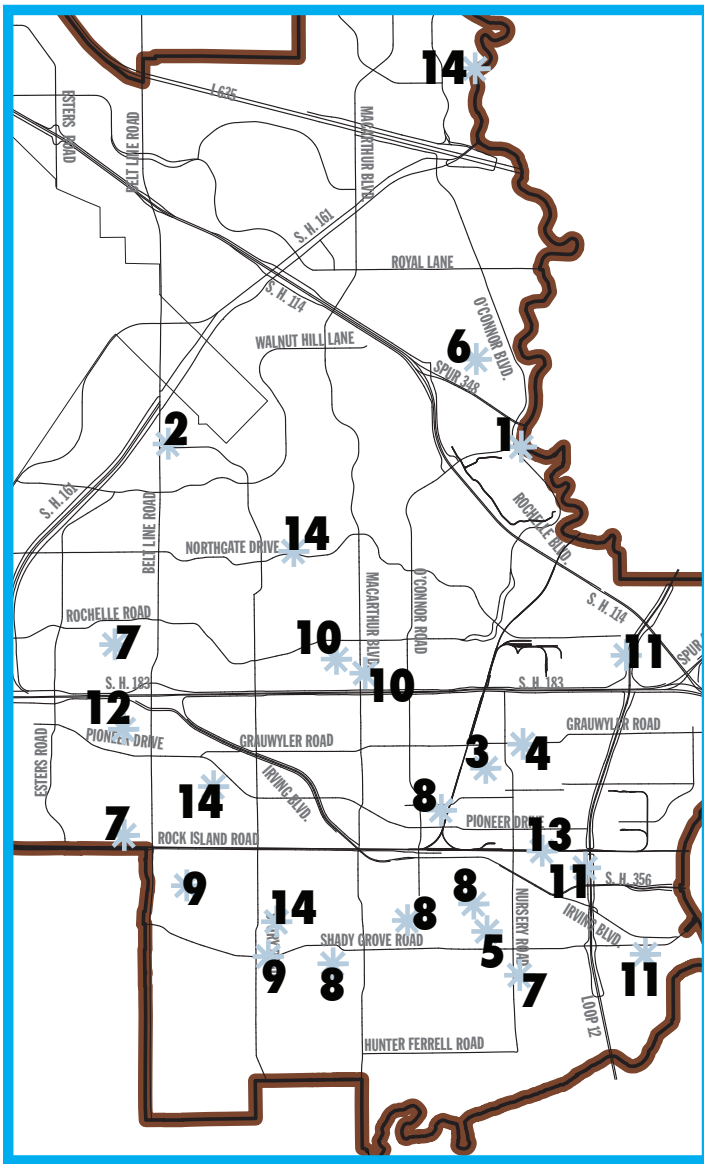 14
I 635
ESTERS ROAD
BELT LINE ROAD
MACARTHUR BLVD.
S. H. 161
ROYAL LANE
S. H. 114
O'CONNOR BLVD.
WALNUT HILL LANE
6
SPUR 348
2
1
S. H. 161
BELT LINE ROAD
ROCHELLE BLVD.
NORTHGATE DRIVE
14
MACARTHUR BLVD.
O'CONNOR ROAD
S. H. 114
ROCHELLE ROAD
7
10
11
SPUR
10
S. H. 183
S. H. 183
12
PIONEER DRIVE
GRAUWYLER ROAD
GRAUWYLER ROAD
ESTERS ROAD
3
4
IRVING BLVD.
14
8
7
ROCK ISLAND ROAD
PIONEER DRIVE
13
11
S. H. 356
9
14
8
8
NURSERY ROAD
IRVING BLVD.
SHADY GROVE ROAD
5
9
8
7
11
LOOP 12
HUNTER FERRELL ROAD